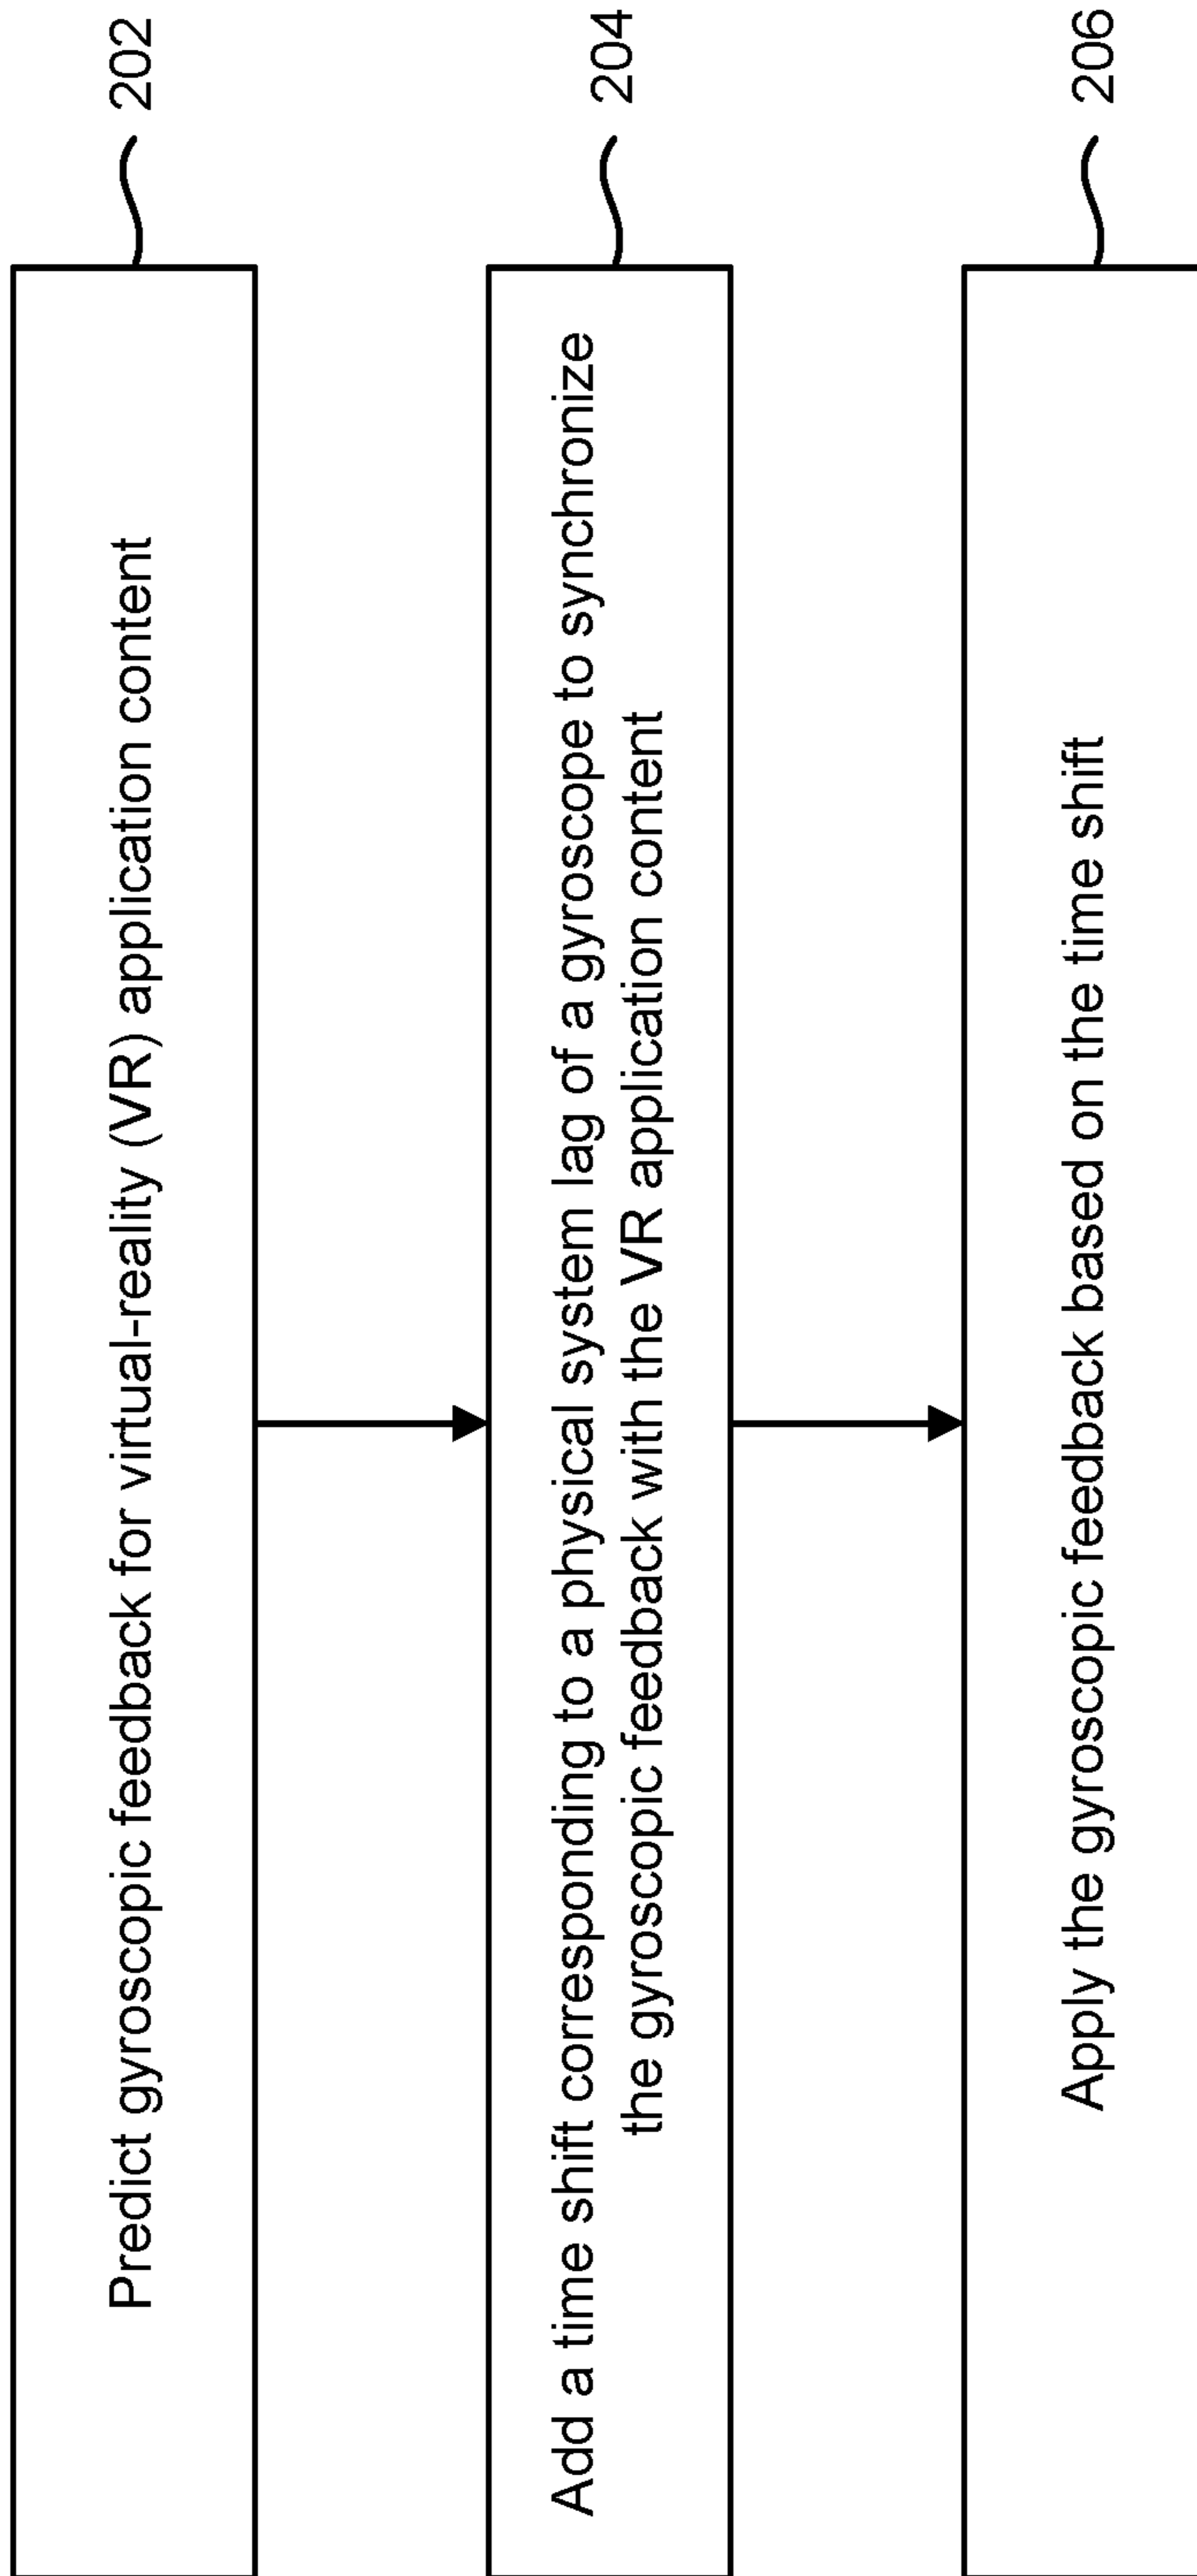 Predict gyroscopic feedback for virtual-reality (VR) application content
202
Add a time shift corresponding to a physical system lag of a gyroscope to synchronize
the gyroscopic feedback with the VR application content
204
Apply the gyroscopic feedback based on the time shift
206